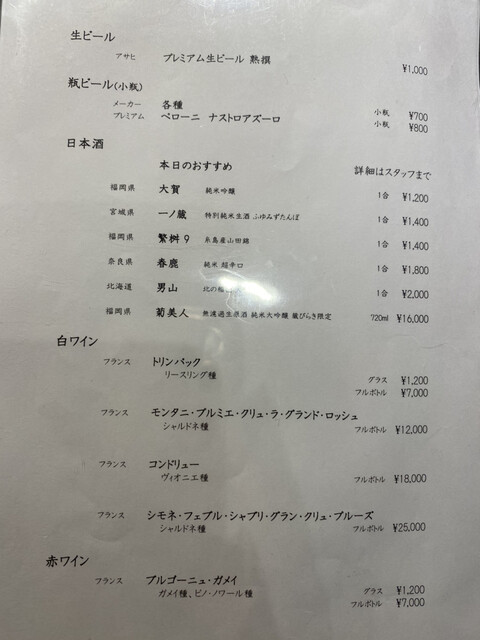 生ビール
アサヒ プレミアム生ビール 熟撰 ¥1,000
瓶ビール(小瓶)
メーカー 各種 小瓶 ¥700
プレミアム ペローニ ナストロアズーロ 小瓶 ¥800
日本酒
本日のおすすめ 詳細はスタッフまで
福岡県 大賀 純米吟醸 1合 ¥1,200
宮城県 一ノ蔵 特別純米生酒 ふゆみずたんぼ 1合 ¥1,400
福岡県 繁桝 9 糸島産山田錦 1合 ¥1,400
奈良県 春鹿 純米 超辛口 1合 ¥1,800
北海道 男山 北の 1合 ¥2,000
福岡県 菊美人 無濾過生原酒 純米大吟醸 蔵びらき限定 720ml ¥16,000
白ワイン
フランス トリンバック
リースリング種 グラス ¥1,200
フルボトル ¥7,000
フランス モンタニ・プルミエ・クリュ・ラ・グランド・ロッシュ
シャルドネ種 フルボトル ¥12,000
フランス コンドリュー
ヴィオニエ種 フルボトル ¥18,000
フランス シモネ・フェブル・シャブリ・グラン・クリュ・プルーズ
シャルドネ種 フルボトル ¥25,000
赤ワイン
フランス ブルゴーニュ・ガメイ
ガメイ種、ピノ・ノワール種 グラス ¥1,200
フルボトル ¥7,000